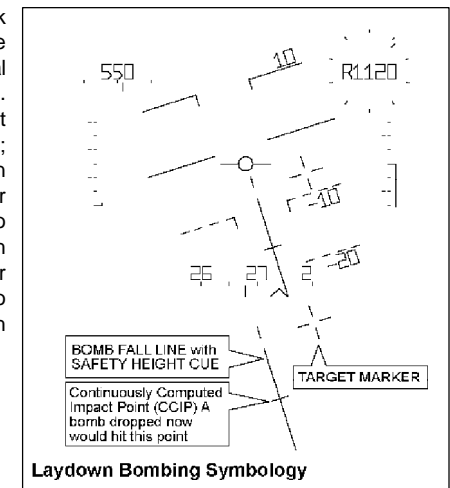 10
550
R1120
-10
-20
26 27 2
BOMB FALL LINE with
SAFETY HEIGHT CUE
TARGET MARKER
Continuously Computed
Impact Point (CCIP) A
bomb dropped now
would hit this point
Laydown Bombing Symbology